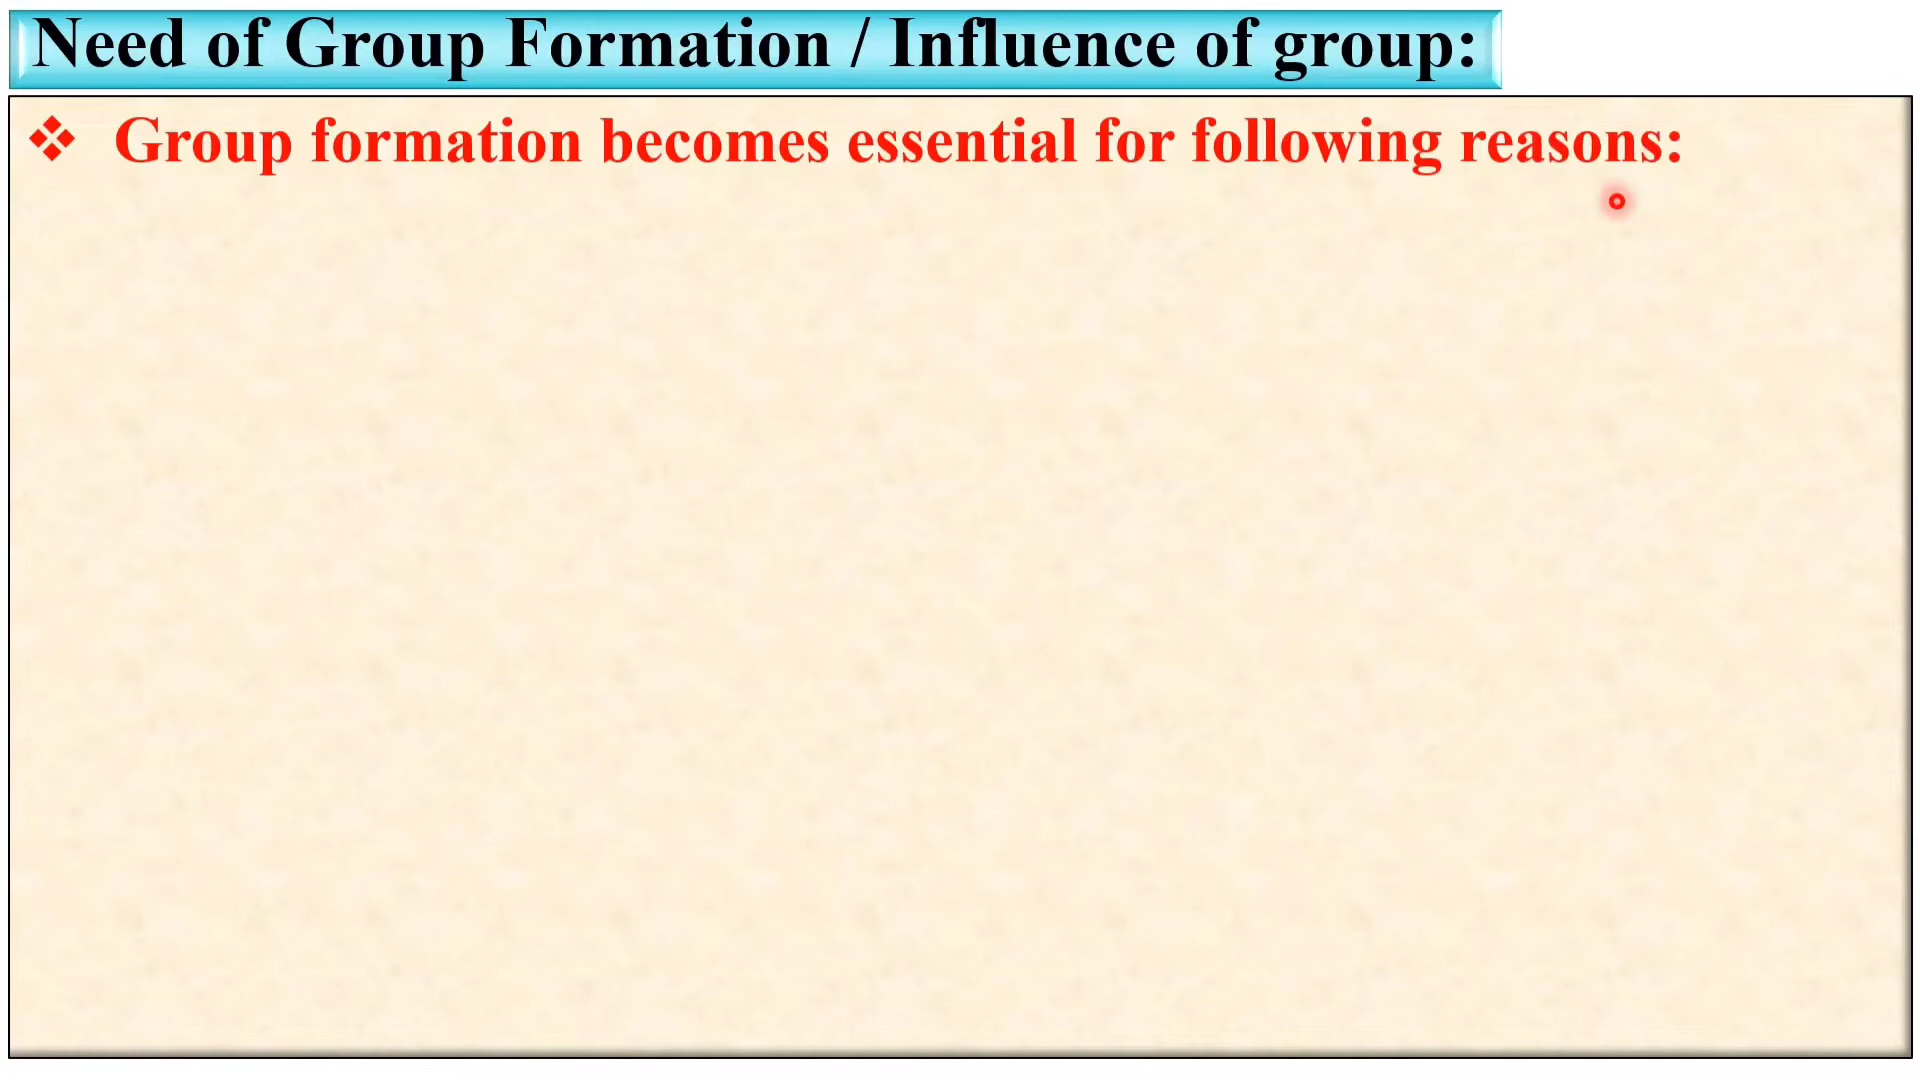 Need of Group Formation / Influence of group:
❖ Group formation becomes essential for following reasons: